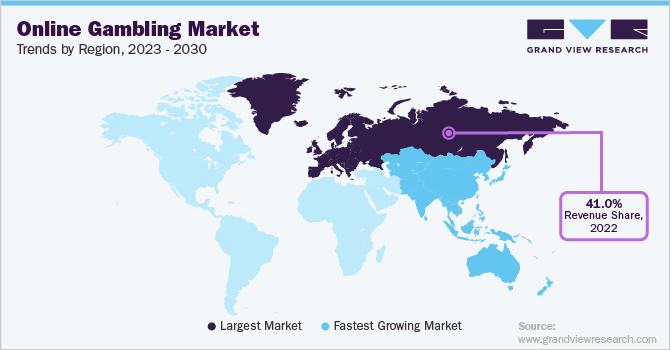 Online Gambling Market
Trends by Region, 2023 - 2030
GRAND VIEW RESEARCH
41.0%
Revenue Share,
2022
Largest Market
Fastest Growing Market
Source:
www.grandviewresearch.com